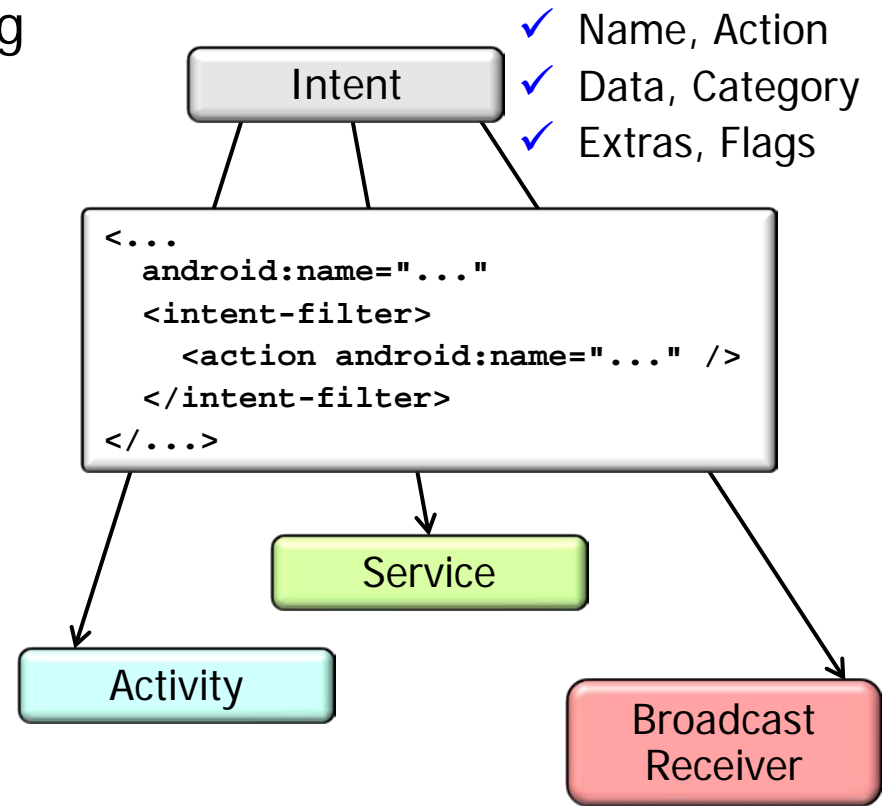 g
Intent
✓ Name, Action
✓ Data, Category
✓ Extras, Flags
<...
android:name="..."
<intent-filter>
<action android:name="..." />
</intent-filter>
</...>
Service
Activity
Broadcast
Receiver